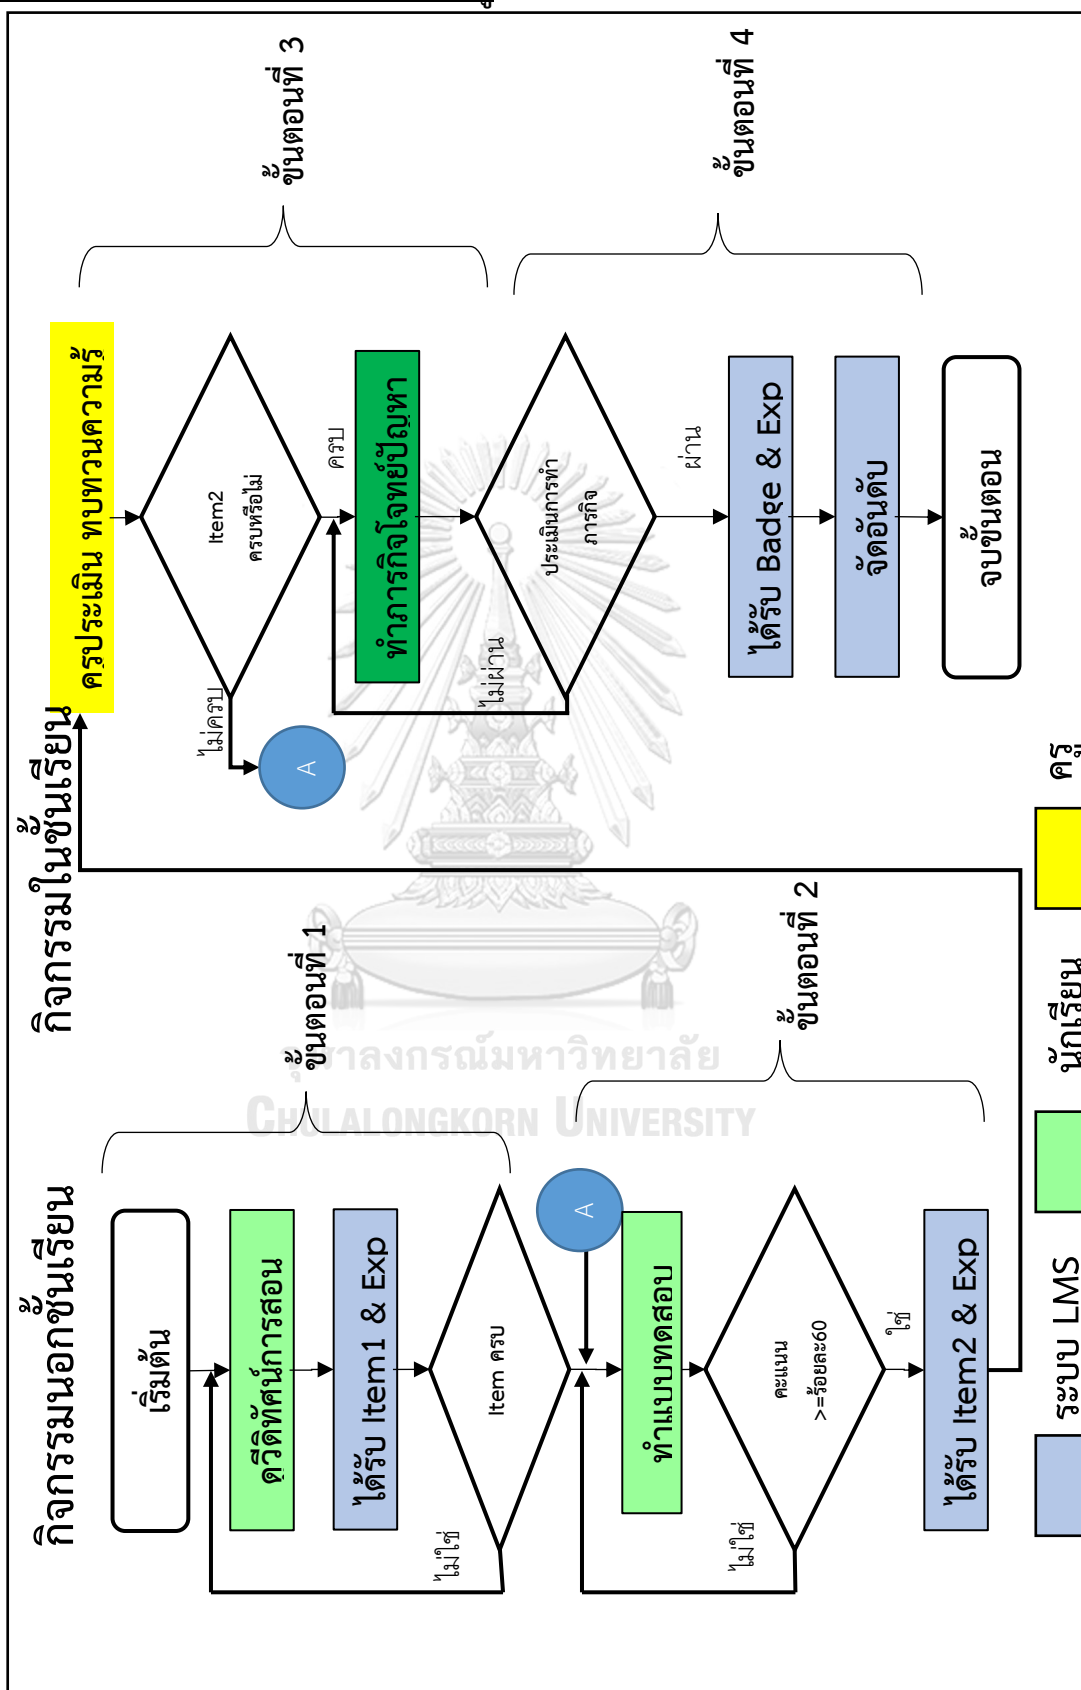 กิจกรรมนอกชั้นเรียน
เริ่มต้น
ดูวีดิทัศน์การสอน
ได้รับ Item1 & Exp
Item ครบ
ไม่ใช่
ขั้นตอนที่ 1
A
ทำแบบทดสอบ
คะแนน
>=ร้อยละ60
ไม่ใช่
ใช่
ได้รับ Item2 & Exp
ขั้นตอนที่ 2
กิจกรรมในชั้นเรียน
ครูประเมิน ทบทวนความรู้
Item2
ครบหรือไม่
ไม่ครบ
A
ครบ
ทำภารกิจโจทย์ปัญหา
ขั้นตอนที่ 3
ประเมินการทำ
ภารกิจ
ไม่ผ่าน
ผ่าน
ได้รับ Badge & Exp
จัดอันดับ
จบขั้นตอน
ขั้นตอนที่ 4
ระบบ LMS
นักเรียน
ครู
จุฬาลงกรณ์มหาวิทยาลัย
CHULALONGKORN UNIVERSITY